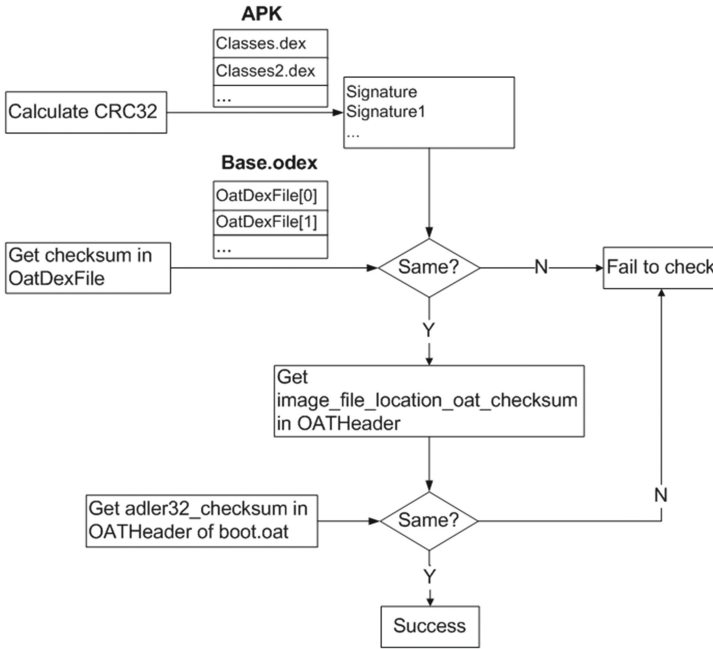 APK
Classes.dex
Classes2.dex
...
Calculate CRC32
Signature
Signature1
...
Base.odex
OatDexFile[0]
OatDexFile[1]
...
Get checksum in
OatDexFile
Same?
N
Fail to check
Y
Get
image_file_location_oat_checksum
in OATHeader
N
Get adler32_checksum in
OATHeader of boot.oat
Same?
Y
Success